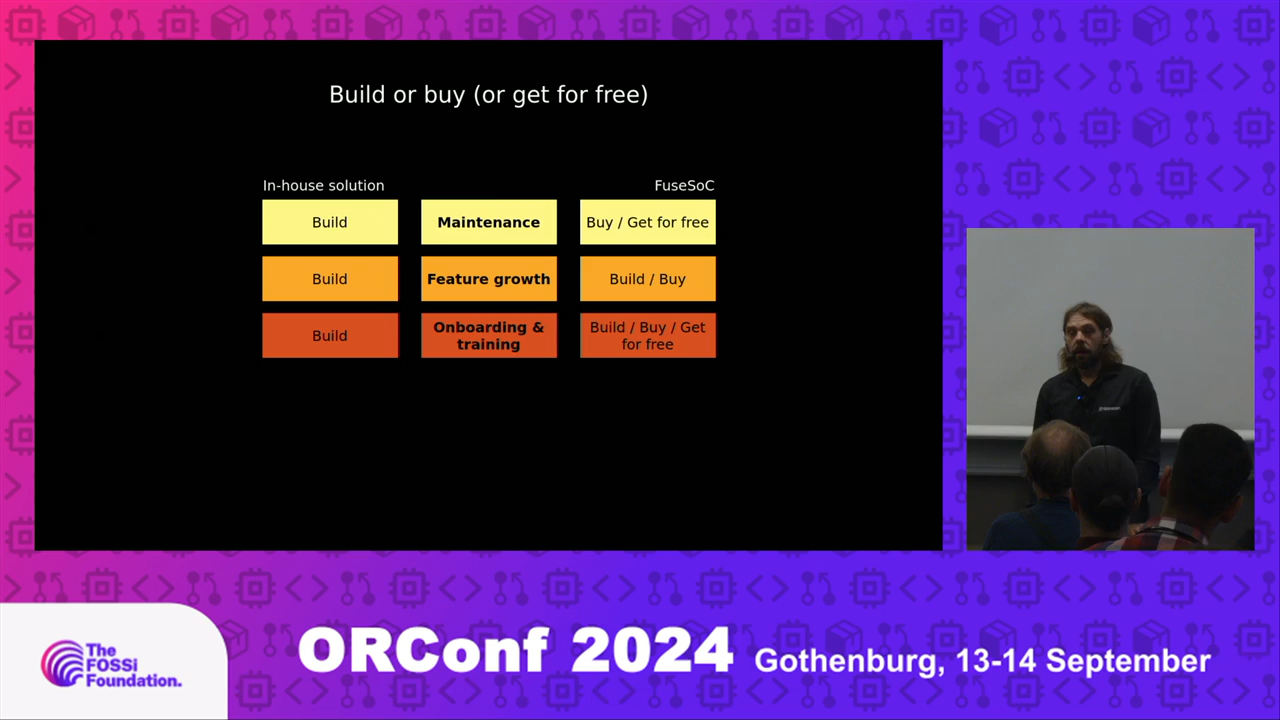 Build or buy (or get for free)
In-house solution
FuseSoC
Build
Maintenance
Buy / Get for free
Build
Feature growth
Build / Buy
Build
Onboarding &
training
Build / Buy / Get
for free
The
FOSSi
Foundation.
ORConf 2024 Gothenburg, 13-14 September